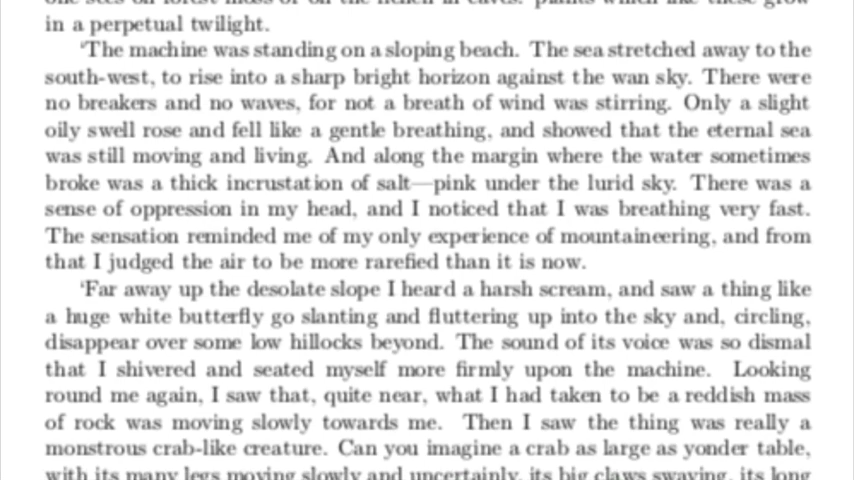 one sees on forest moss or on the lichen in caves: plants which like these grow
in a perpetual twilight.
‘The machine was standing on a sloping beach. The sea stretched away to the
south-west, to rise into a sharp bright horizon against the wan sky. There were
no breakers and no waves, for not a breath of wind was stirring. Only a slight
oily swell rose and fell like a gentle breathing, and showed that the eternal sea
was still moving and living. And along the margin where the water sometimes
broke was a thick incrustation of salt—pink under the lurid sky. There was a
sense of oppression in my head, and I noticed that I was breathing very fast.
The sensation reminded me of my only experience of mountaineering, and from
that I judged the air to be more rarefied than it is now.
‘Far away up the desolate slope I heard a harsh scream, and saw a thing like
a huge white butterfly go slanting and fluttering up into the sky and, circling,
disappear over some low hillocks beyond. The sound of its voice was so dismal
that I shivered and seated myself more firmly upon the machine. Looking
round me again, I saw that, quite near, what I had taken to be a reddish mass
of rock was moving slowly towards me. Then I saw the thing was really a
monstrous crab-like creature. Can you imagine a crab as large as yonder table,
with its many legs moving slowly and uncertainly, its big claws swaying, its long